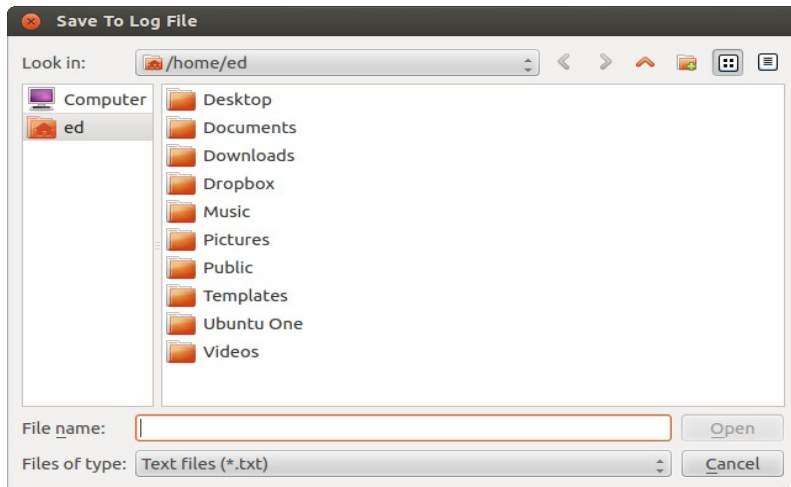 Save To Log File
Look in: /home/ed
Computer
ed
Desktop
Documents
Downloads
Dropbox
Music
Pictures
Public
Templates
Ubuntu One
Videos
File name: Open
Files of type: Text files (*.txt) Cancel